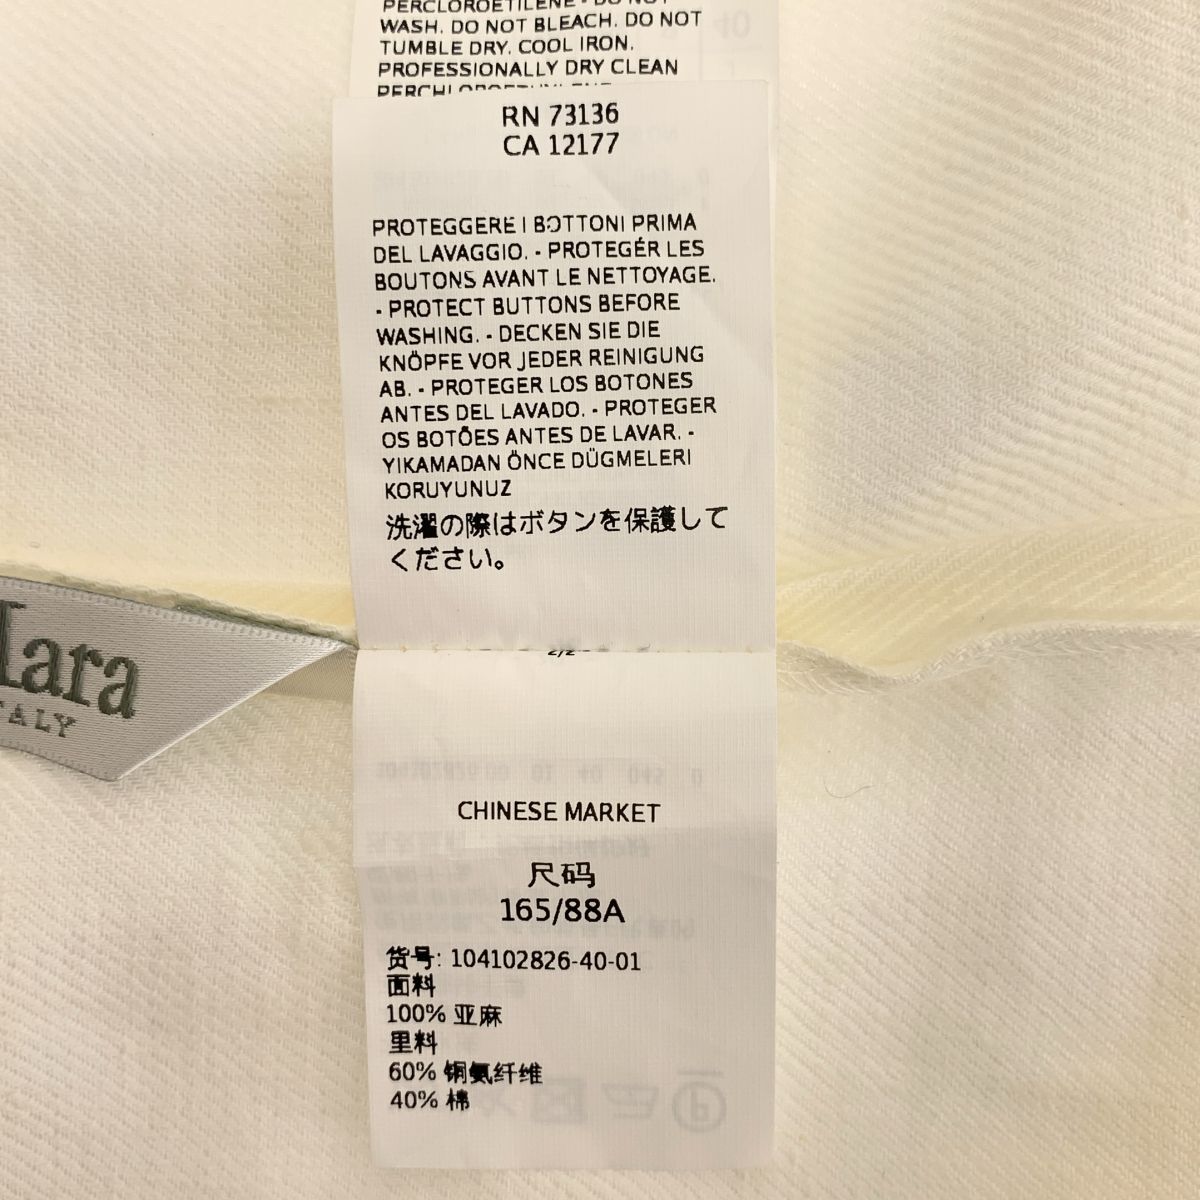 PERCLOROETILENE - DO NOT
WASH. DO NOT BLEACH. DO NOT
TUMBLE DRY. COOL IRON.
PROFESSIONALLY DRY CLEAN
40
RN 73136
CA 12177
PROTEGGERE I BOTTONI PRIMA
DEL LAVAGGIO. - PROTEGÉR LES
BOUTONS AVANT LE NETTOYAGE.
- PROTECT BUTTONS BEFORE
WASHING. - DECKEN SIE DIE
KNÖPFE VOR JEDER REINIGUNG
AB. - PROTEGER LOS BOTONES
ANTES DEL LAVADO. - PROTEGER
OS BOTÕES ANTES DE LAVAR. -
YIKAMADAN ÖNCE DÜGMELERI
KORUYUNUZ
洗濯の際はボタンを保護して
ください。
CHINESE MARKET
尺码
165/88A
货号: 104102826-40-01
面料
100% 亚麻
里料
60% 铜氨纤维
40% 棉